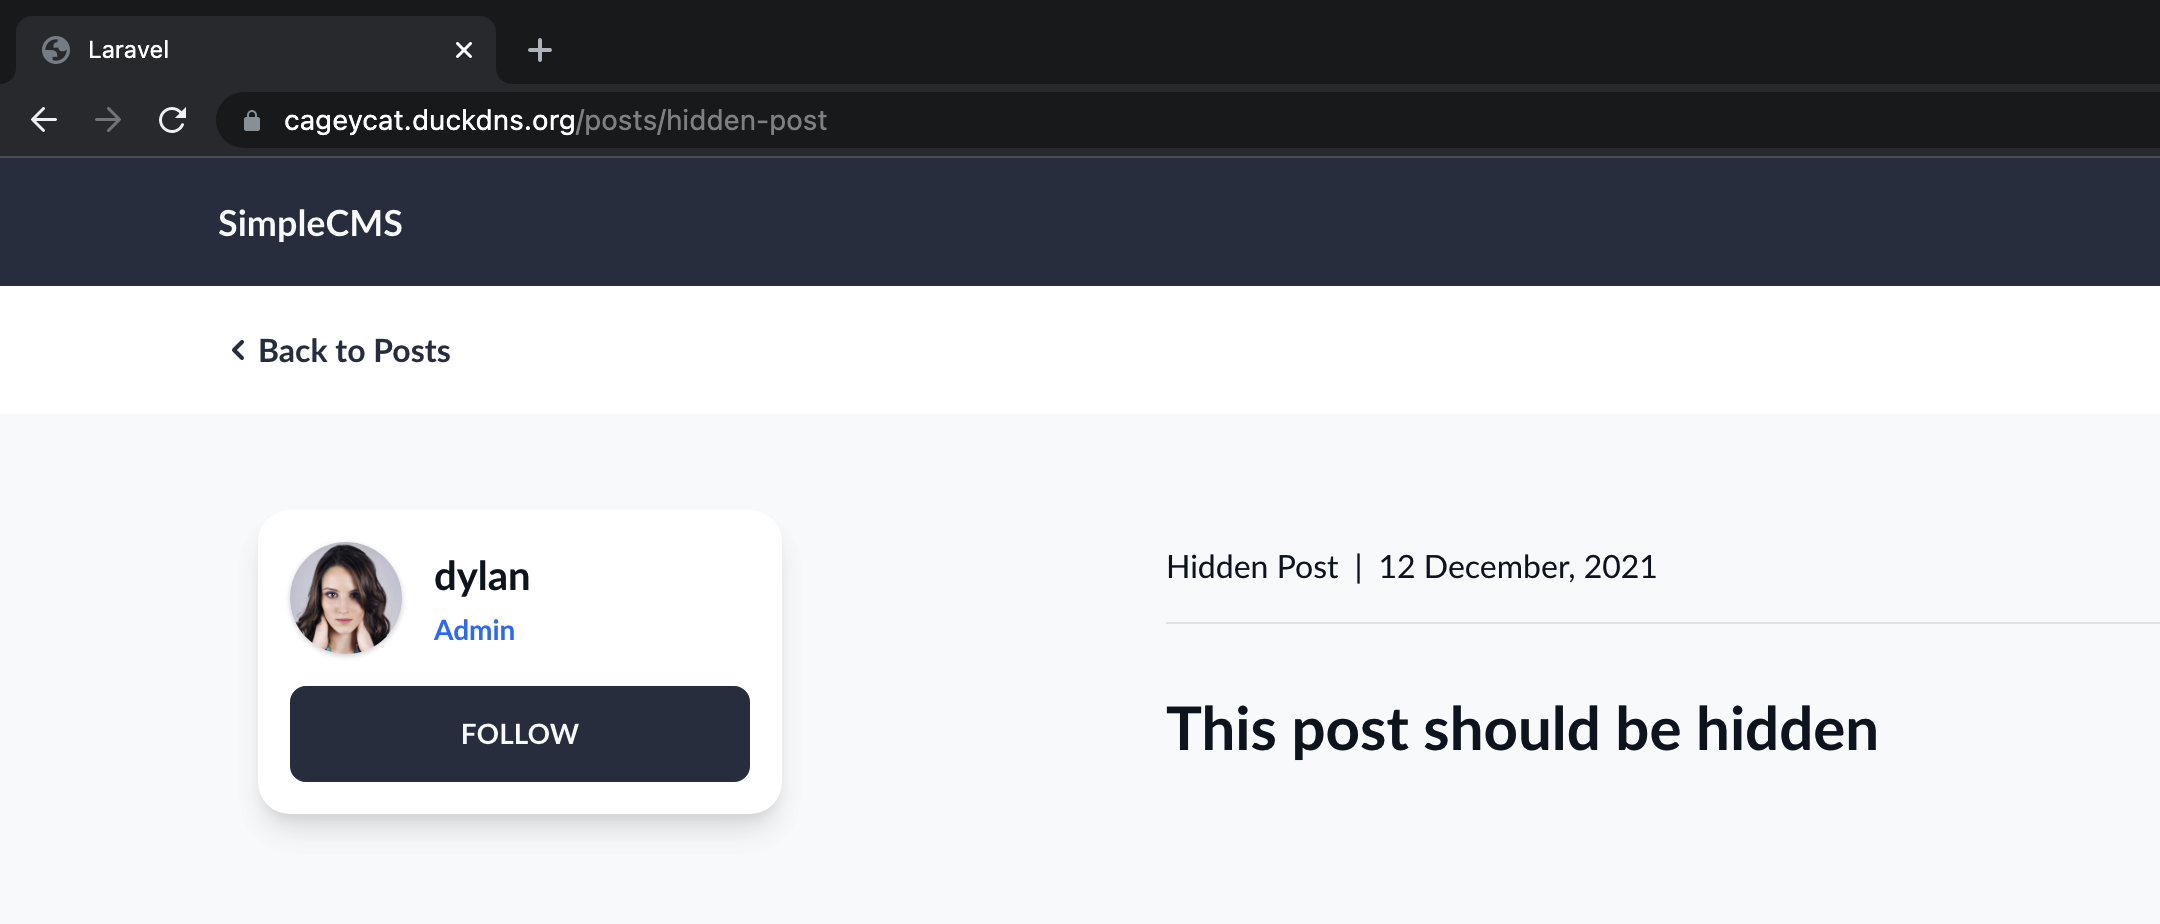 Laravel
cageycat.duckdns.org/posts/hidden-post
SimpleCMS
Back to Posts
dylan
Admin
FOLLOW
Hidden Post | 12 December, 2021
This post should be hidden